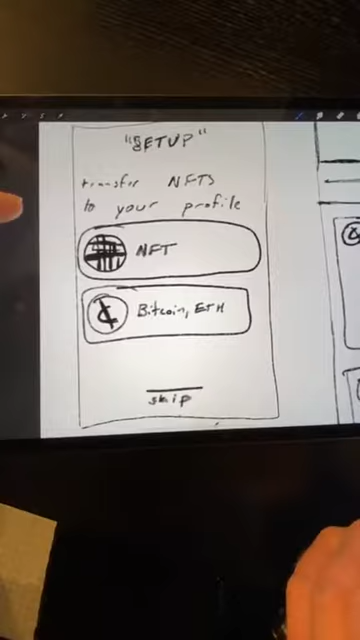 "SETUP"
transfer NFTS
to your profile
NFT
Bitcoin, ETH
skip